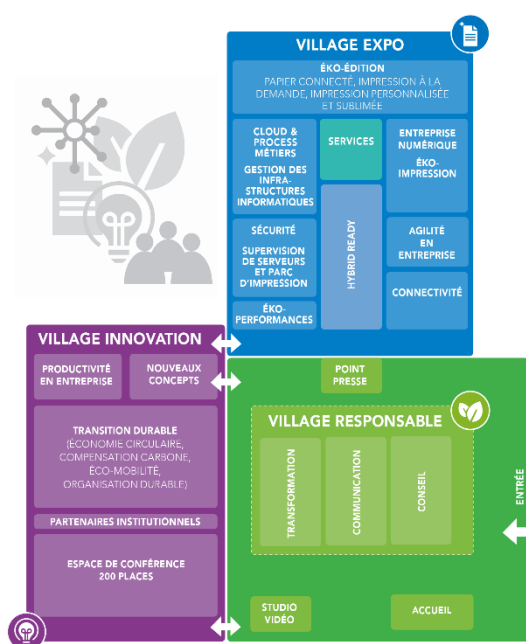 VILLAGE EXPO
ÉKO-ÉDITION
PAPIER CONNECTÉ, IMPRESSION À LA
DEMANDE, IMPRESSION PERSONNALISÉE
ET SUBLIMÉE
CLOUD &
PROCESS
MÉTIERS
GESTION DES
INFRA-
STRUCTURES
INFORMATIQUES
SERVICES
ENTREPRISE
NUMÉRIQUE
ÉKO-
IMPRESSION
SÉCURITÉ
SUPERVISION
DE SERVEURS
ET PARC
D'IMPRESSION
HYBRID READY
AGILITÉ
EN
ENTREPRISE
CONNECTIVITÉ
ÉKO-
PERFORMANCES
VILLAGE INNOVATION
PRODUCTIVITÉ
EN ENTREPRISE
NOUVEAUX
CONCEPTS
TRANSITION DURABLE
(ÉCONOMIE CIRCULAIRE,
COMPENSATION CARBONE,
ÉCO-MOBILITÉ,
ORGANISATION DURABLE)
PARTENAIRES INSTITUTIONNELS
ESPACE DE CONFÉRENCE
200 PLACES
POINT
PRESSE
VILLAGE RESPONSABLE
TRANSFORMATION
COMMUNICATION
CONSEIL
ENTRÉE
STUDIO
VIDÉO
ACCUEIL